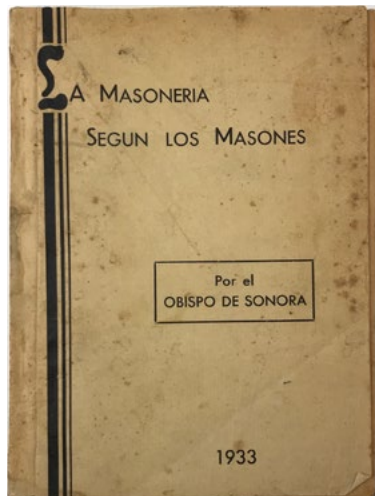 LA MASONERIA
SEGUN LOS MASONES
Por el
OBISPO DE SONORA
1933